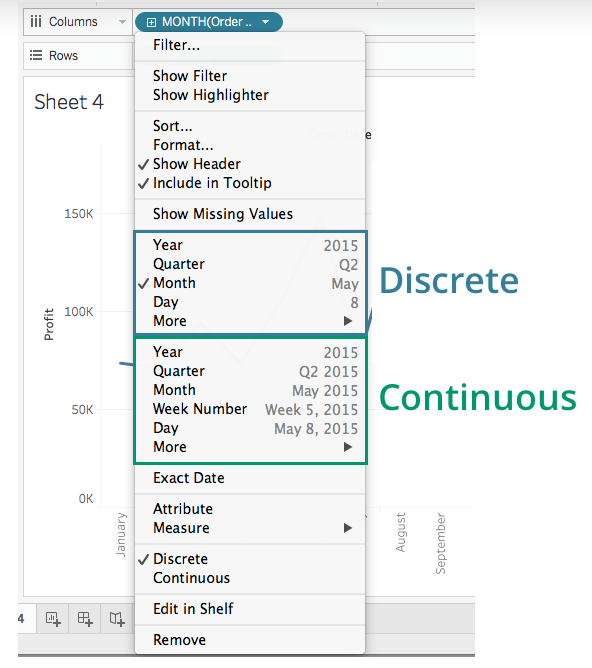 Columns MONTH(Order ..
Rows
Filter...
Show Filter
Show Highlighter
Sheet 4
Sort...
Format...
Show Header
Include in Tooltip
Show Missing Values
150K
100K
50K
0K
Profit
Year 2015
Quarter Q2
Month May
Day 8
More
Discrete
Year 2015
Quarter Q2 2015
Month May 2015
Week Number Week 5, 2015
Day May 8, 2015
More
Continuous
Exact Date
Attribute
Measure
January
August
September
Discrete
Continuous
Edit in Shelf
Remove
4